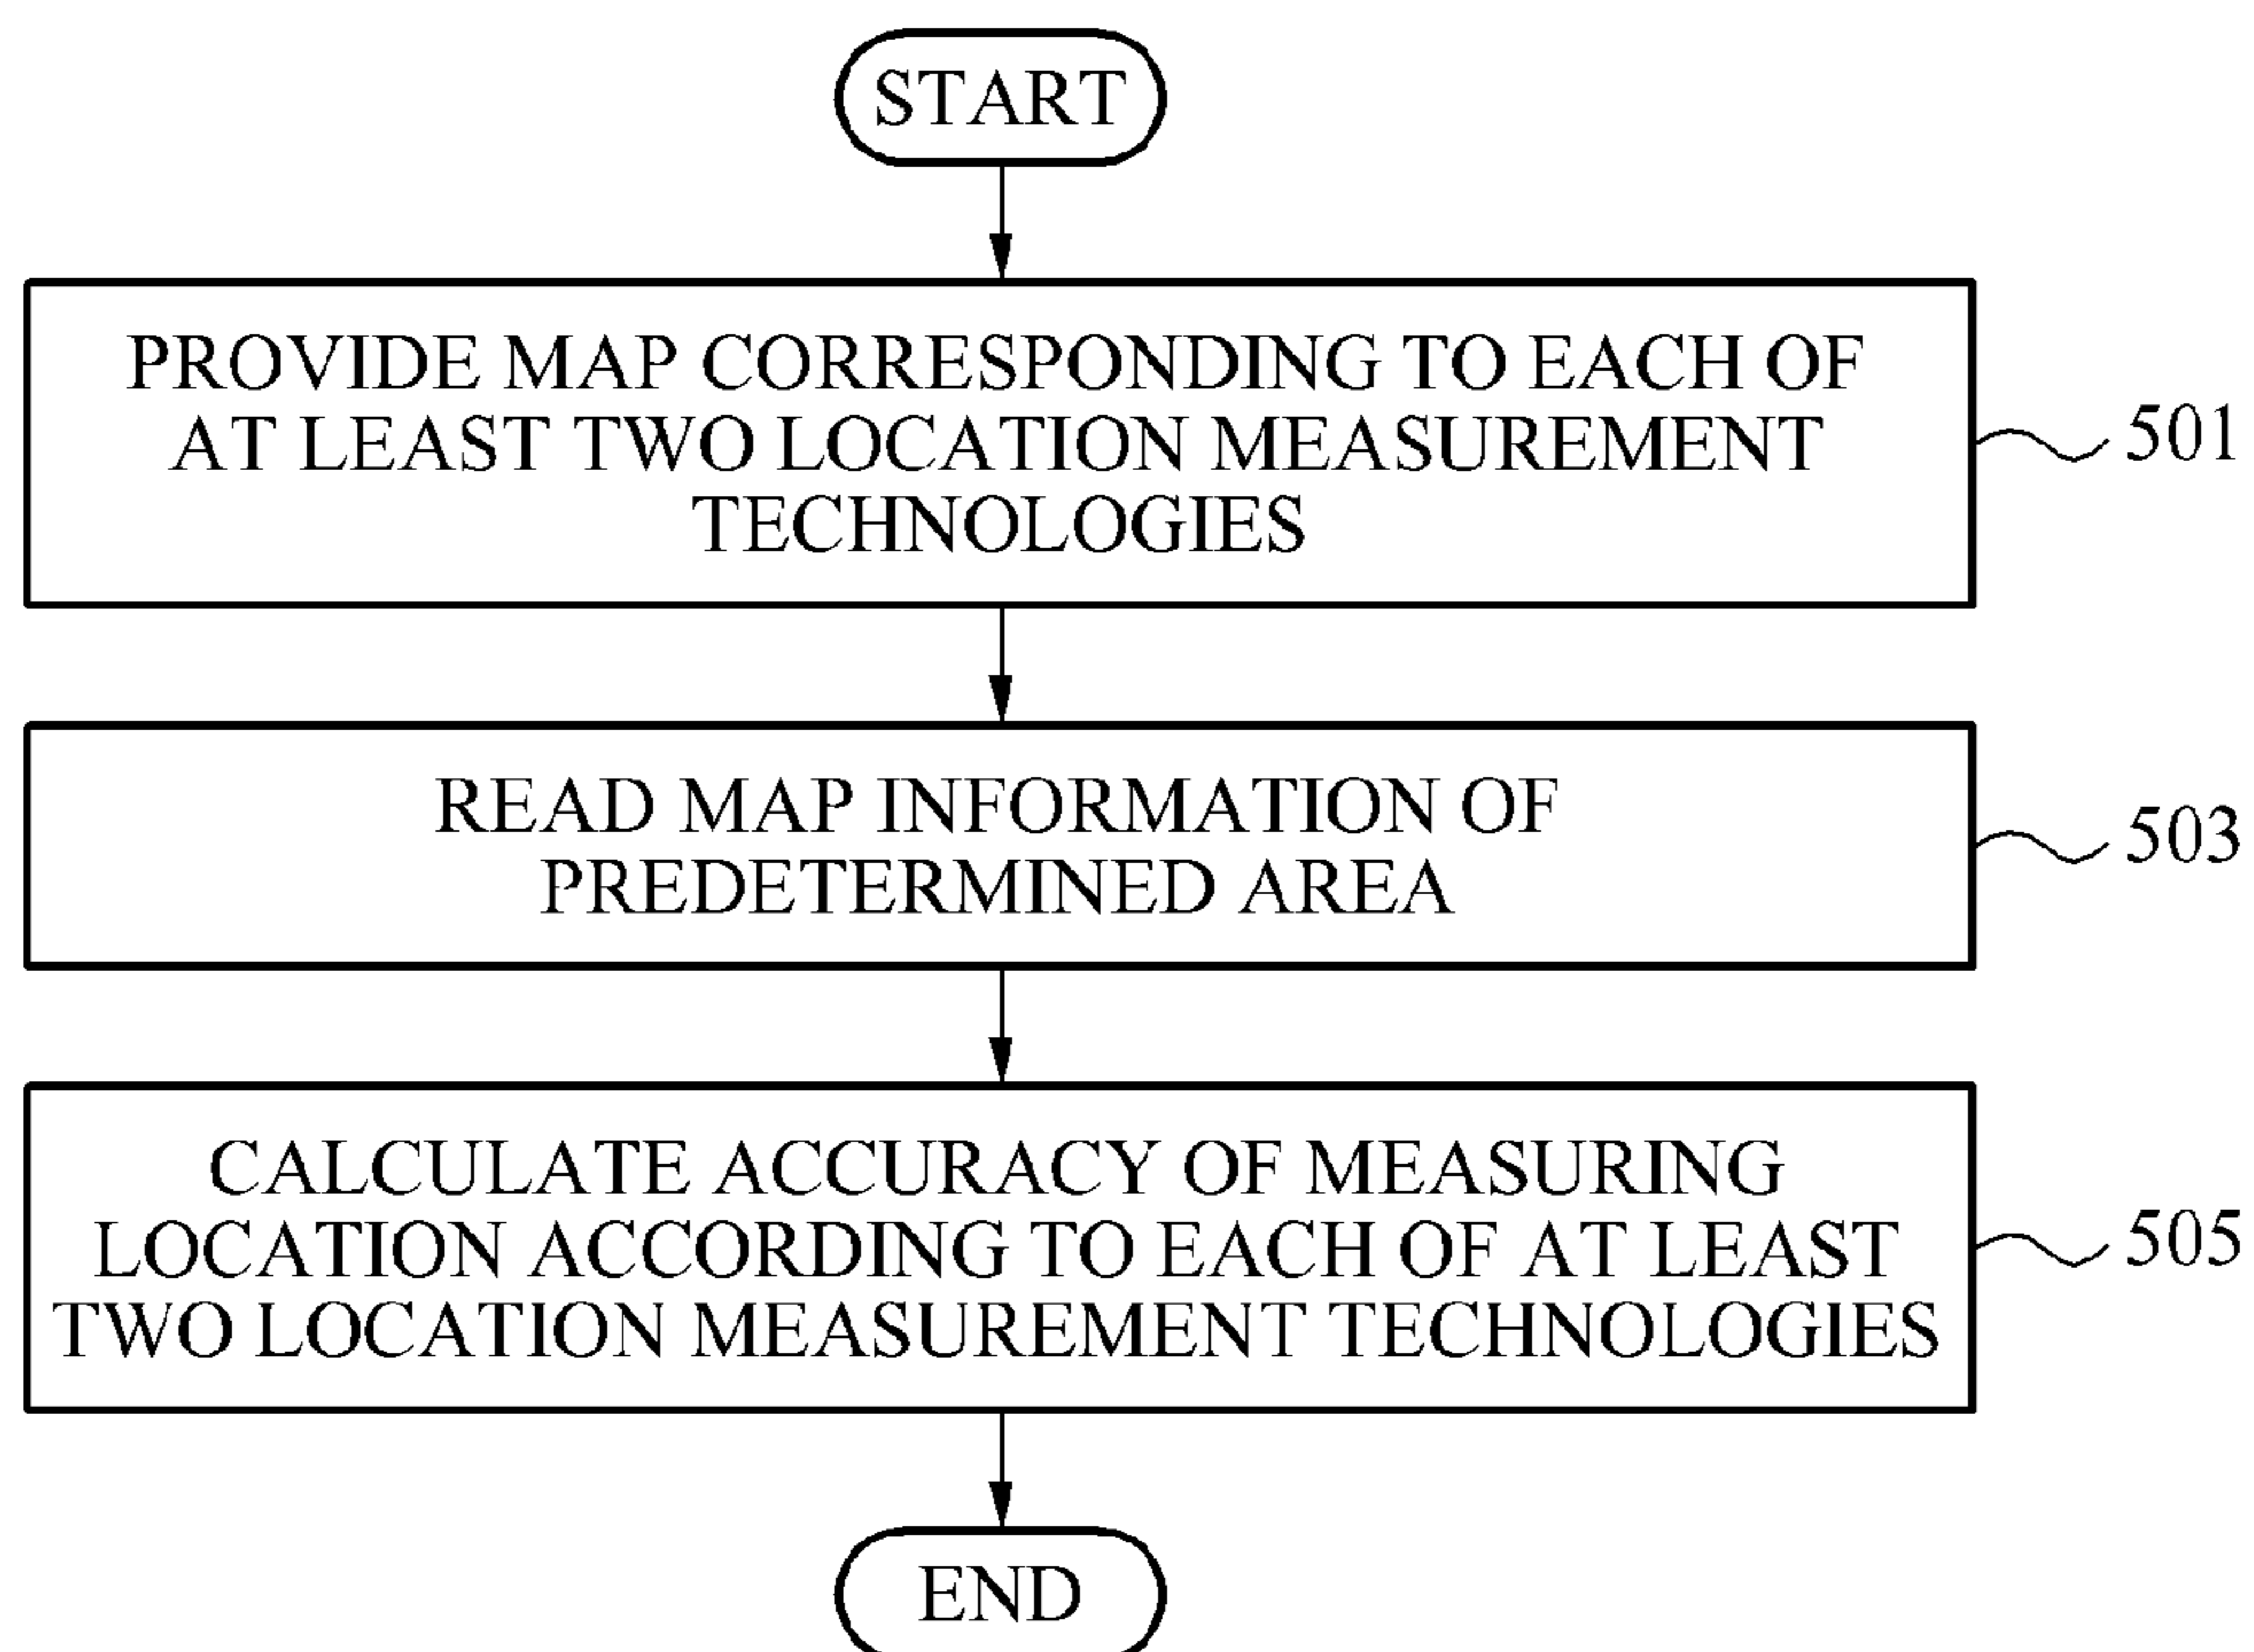 START
PROVIDE MAP CORRESPONDING TO EACH OF
AT LEAST TWO LOCATION MEASUREMENT
TECHNOLOGIES
501
READ MAP INFORMATION OF
PREDETERMINED AREA
503
CALCULATE ACCURACY OF MEASURING
LOCATION ACCORDING TO EACH OF AT LEAST
TWO LOCATION MEASUREMENT TECHNOLOGIES
505
END